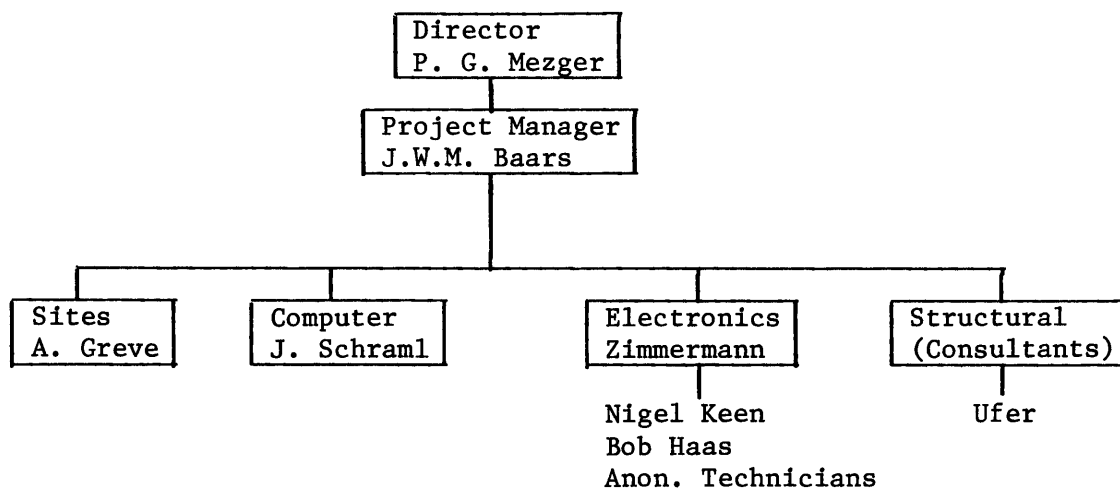 Director
P. G. Mezger
Project Manager
J.W.M. Baars
Sites
A. Greve
Computer
J. Schraml
Electronics
Zimmermann
Structural
(Consultants)
Nigel Keen
Bob Haas
Anon. Technicians
Ufer